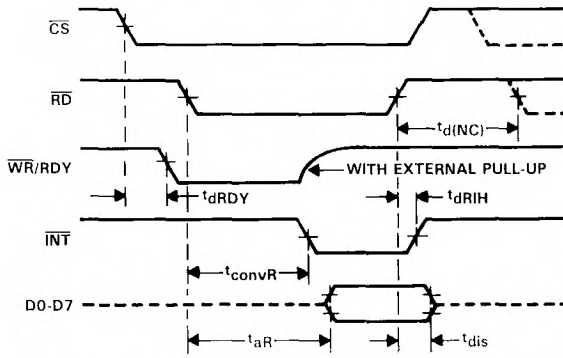 CS
RD
td(NC)
WR/RDY
WITH EXTERNAL PULL-UP
tdRDY
tdRIH
INT
tconvR
D0-D7
taR
tdis